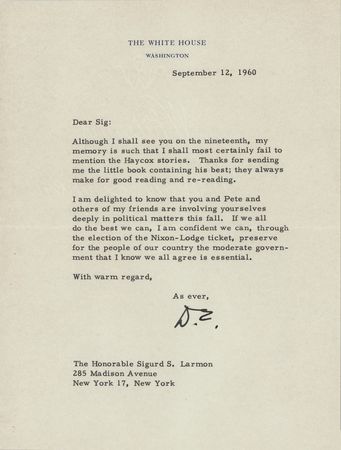 THE WHITE HOUSE
WASHINGTON
September 12, 1960
Dear Sig:
Although I shall see you on the nineteenth, my
memory is such that I shall most certainly fail to
mention the Haycox stories. Thanks for sending
me the little book containing his best; they always
make for good reading and re-reading.
I am delighted to know that you and Pete and
others of my friends are involving yourselves
deeply in political matters this fall. If we all
do the best we can, I am confident we can, through
the election of the Nixon-Lodge ticket, preserve
for the people of our country the moderate govern-
ment that I know we all agree is essential.
With warm regard,
As ever,
D.E.
The Honorable Sigurd S. Larmon
285 Madison Avenue
New York 17, New York